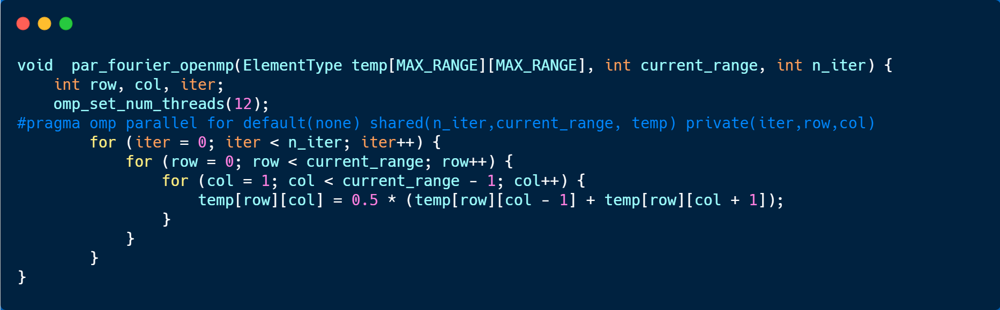 void  par_fourier_openmp(ElementType temp[MAX_RANGE][MAX_RANGE], int current_range, int n_iter) {
    int row, col, iter;
    omp_set_num_threads(12);
#pragma omp parallel for default(none) shared(n_iter,current_range, temp) private(iter,row,col)
        for (iter = 0; iter < n_iter; iter++) {
            for (row = 0; row < current_range; row++) {
                for (col = 1; col < current_range - 1; col++) {
                    temp[row][col] = 0.5 * (temp[row][col - 1] + temp[row][col + 1]);
                }
            }
        }
}